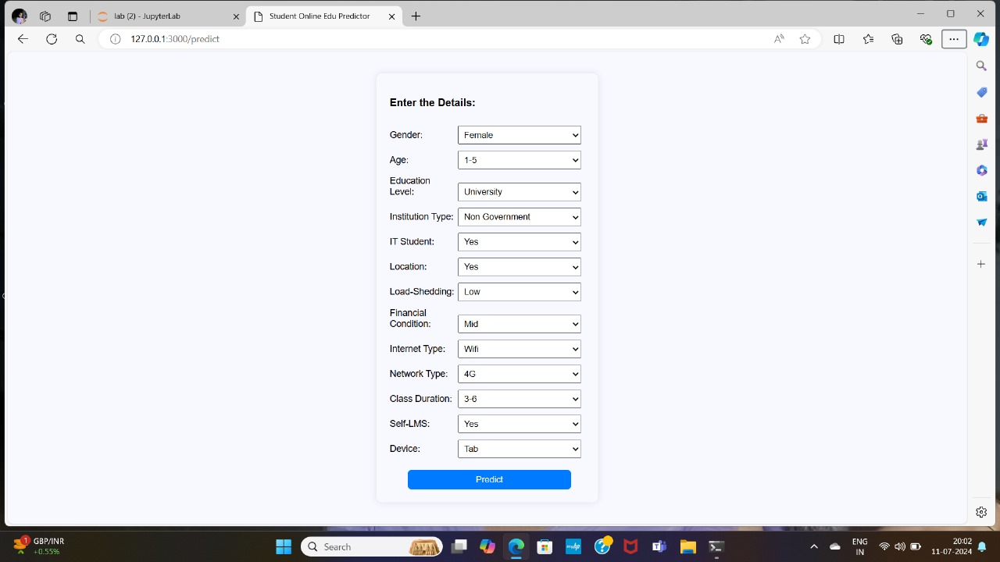 lab (2) - JupyterLab
Student Online Edu Predictor
127.0.0.1:3000/predict
Enter the Details:
Gender: Female
Age: 1-5
Education
Level: University
Institution Type: Non Government
IT Student: Yes
Location: Yes
Load-Shedding: Low
Financial
Condition: Mid
Internet Type: Wifi
Network Type: 4G
Class Duration: 3-6
Self-LMS: Yes
Device: Tab
Predict
1
GBP/INR
+0.55%
Search
myhp
ENG
IN
20:02
11-07-2024